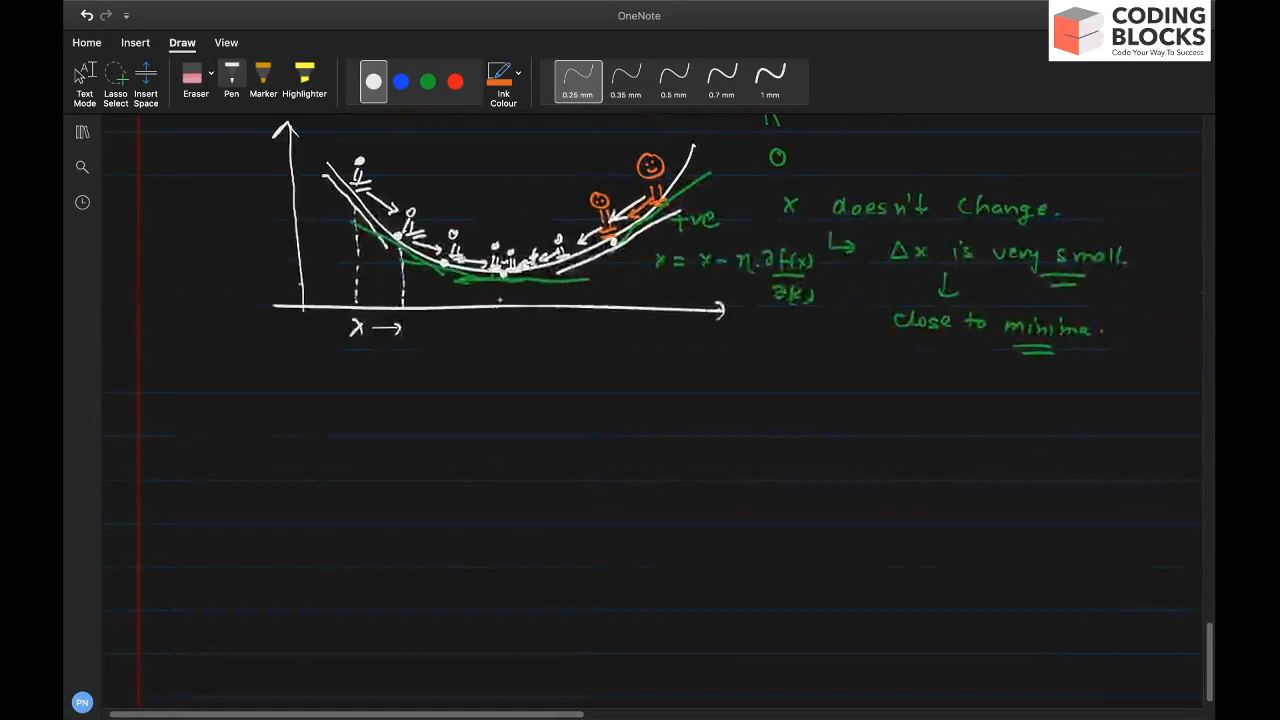 OneNote
CODING
BLOCKS
Code Your Way To Success
Home Insert Draw View
Text Mode
Lasso Select
Insert Space
Eraser
Pen
Marker
Highlighter
Ink Colour
0.25 mm
0.35 mm
0.5 mm
0.7 mm
1 mm
0
x doesn't change.
+ve
x = x - η. ∂f(x)
∂(x)
↳ Δx is very small.
↓
close to minima.
x →
PN